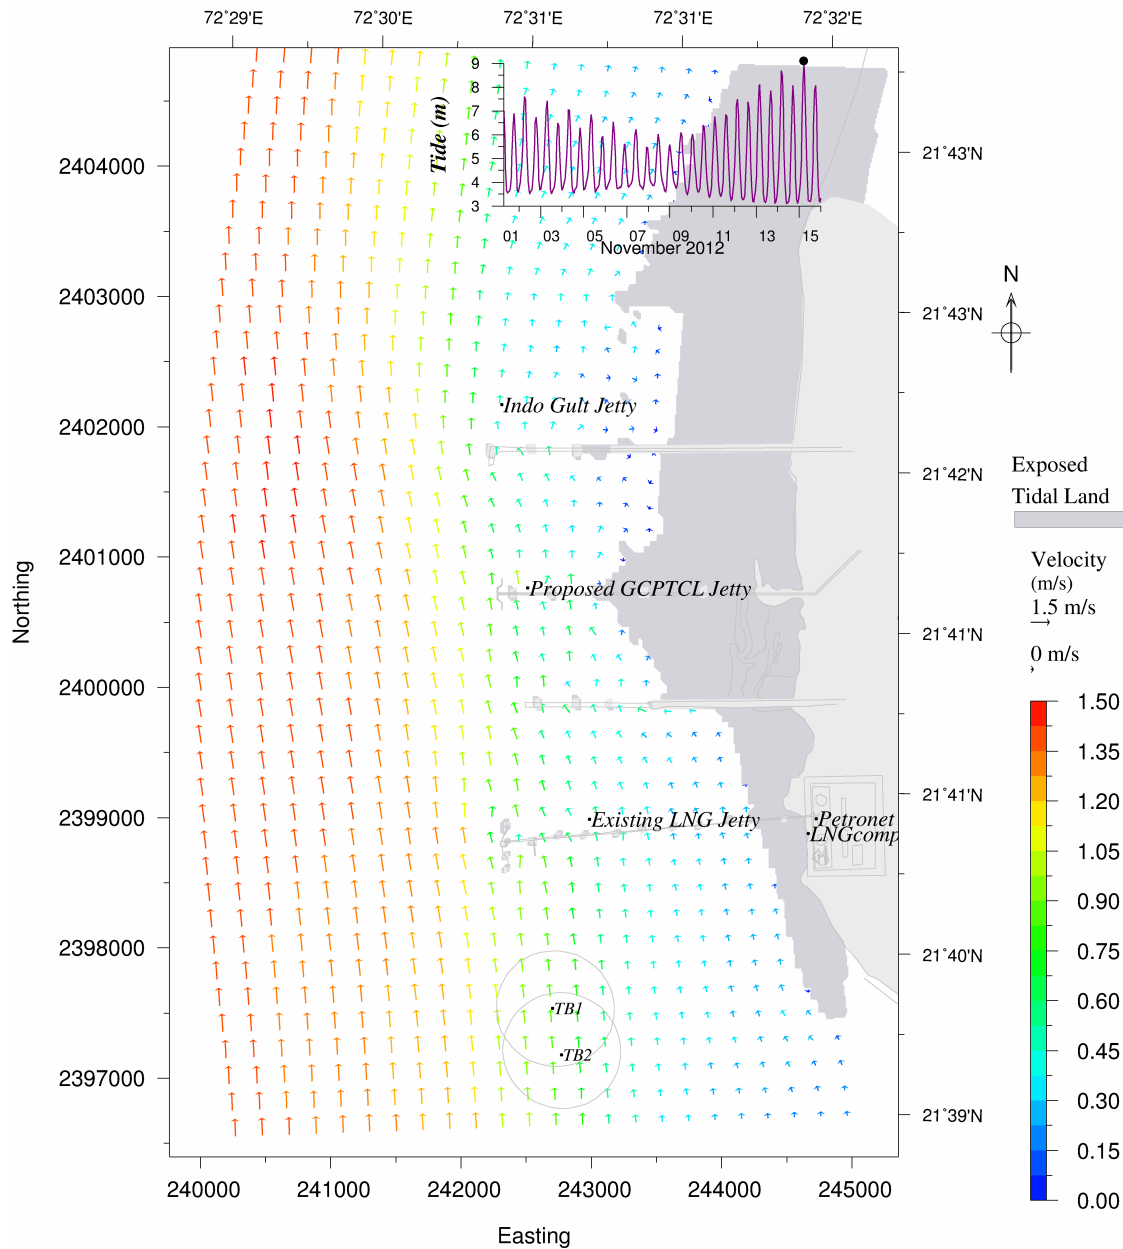 72°29'E 72°30'E 72°31'E 72°31'E 72°32'E
9
8
7
6
5
4
3
Tide (m)
01 03 05 07 09 11 13 15
November 2012
2404000
2403000
2402000
2401000
2400000
2399000
2398000
2397000
Northing
21°43'N
21°43'N
21°42'N
21°41'N
21°41'N
21°40'N
21°39'N
Indo Gult Jetty
Proposed GCPTCL Jetty
Existing LNG Jetty
Petronet
LNGcomp
TB1
TB2
240000 241000 242000 243000 244000 245000
Easting
N
Exposed
Tidal Land
Velocity
(m/s)
1.5 m/s
0 m/s
1.50
1.35
1.20
1.05
0.90
0.75
0.60
0.45
0.30
0.15
0.00